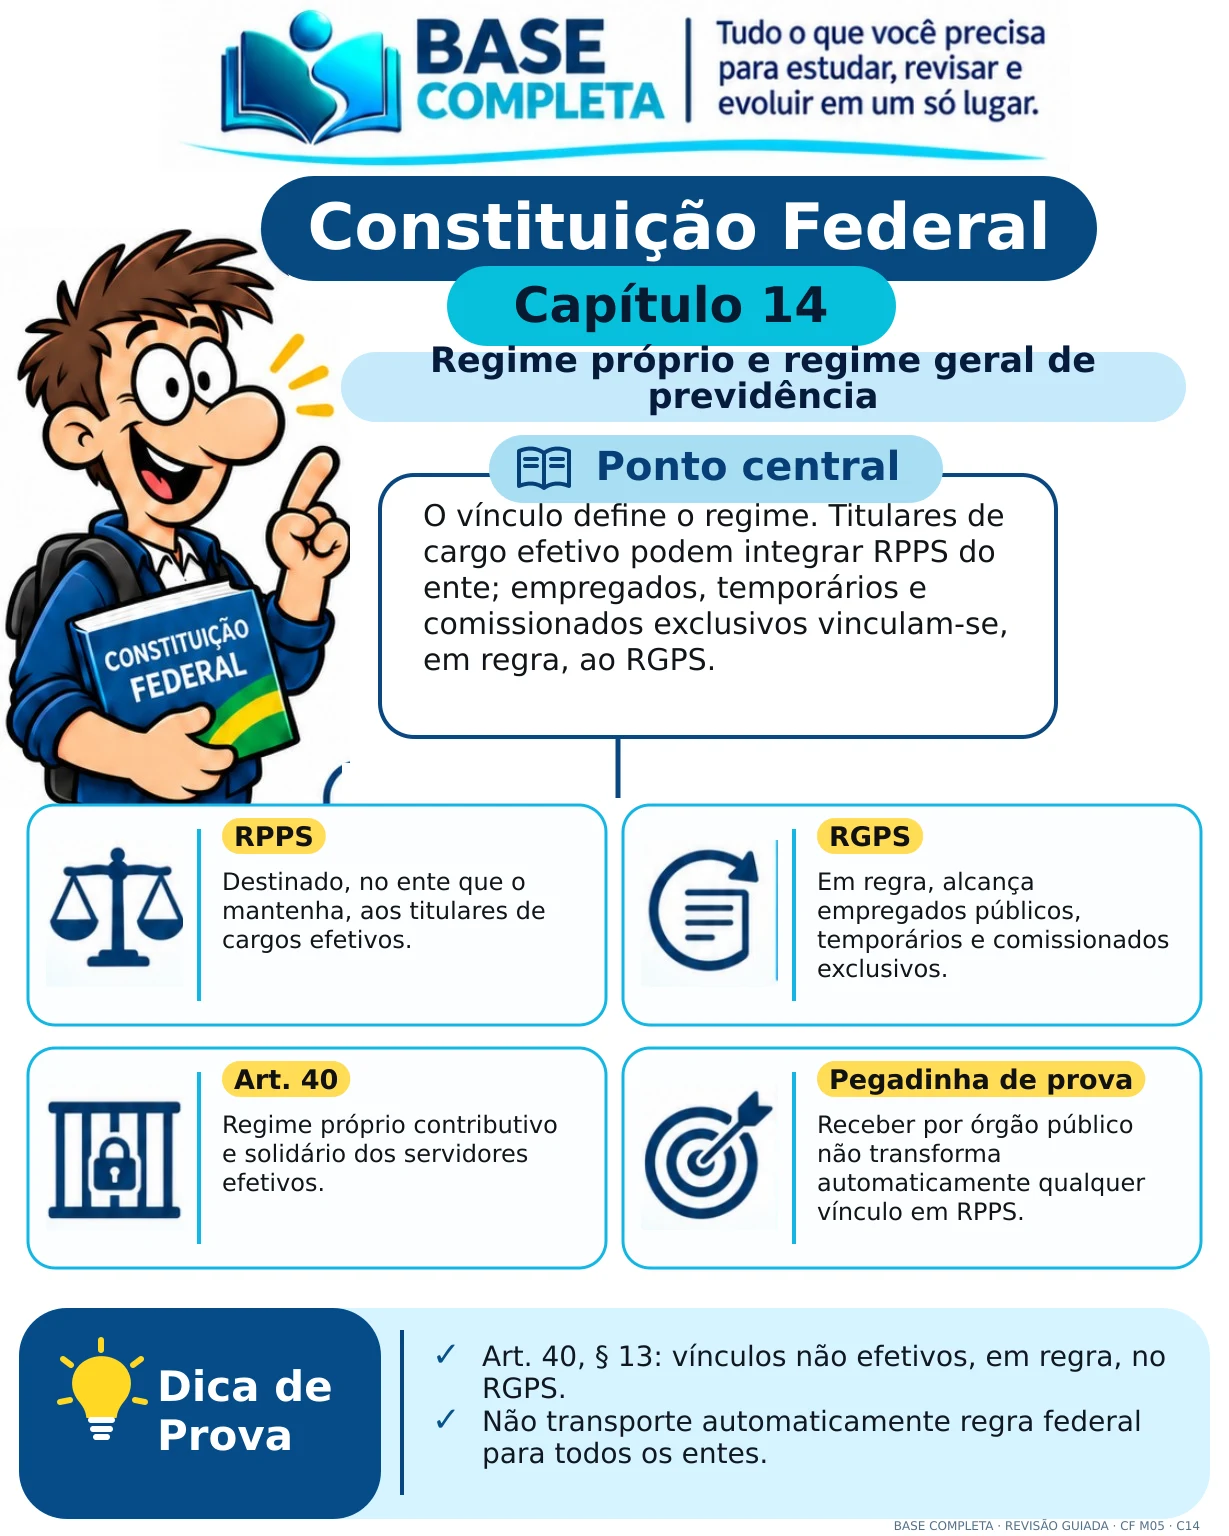 BASE
COMPLETA
Tudo o que você precisa
para estudar, revisar e
evoluir em um só lugar.
Constituição Federal
Capítulo 14
Regime próprio e regime geral de
previdência
CONSTITUIÇÃO
FEDERAL
Ponto central
O vínculo define o regime. Titulares de
cargo efetivo podem integrar RPPS do
ente; empregados, temporários e
comissionados exclusivos vinculam-se,
em regra, ao RGPS.
RPPS
Destinado, no ente que o
mantenha, aos titulares de
cargos efetivos.
RGPS
Em regra, alcança
empregados públicos,
temporários e comissionados
exclusivos.
Art. 40
Regime próprio contributivo
e solidário dos servidores
efetivos.
Pegadinha de prova
Receber por órgão público
não transforma
automaticamente qualquer
vínculo em RPPS.
Dica de
Prova
✓ Art. 40, § 13: vínculos não efetivos, em regra, no
RGPS.
✓ Não transporte automaticamente regra federal
para todos os entes.
BASE COMPLETA · REVISÃO GUIADA · CF M05 · C14